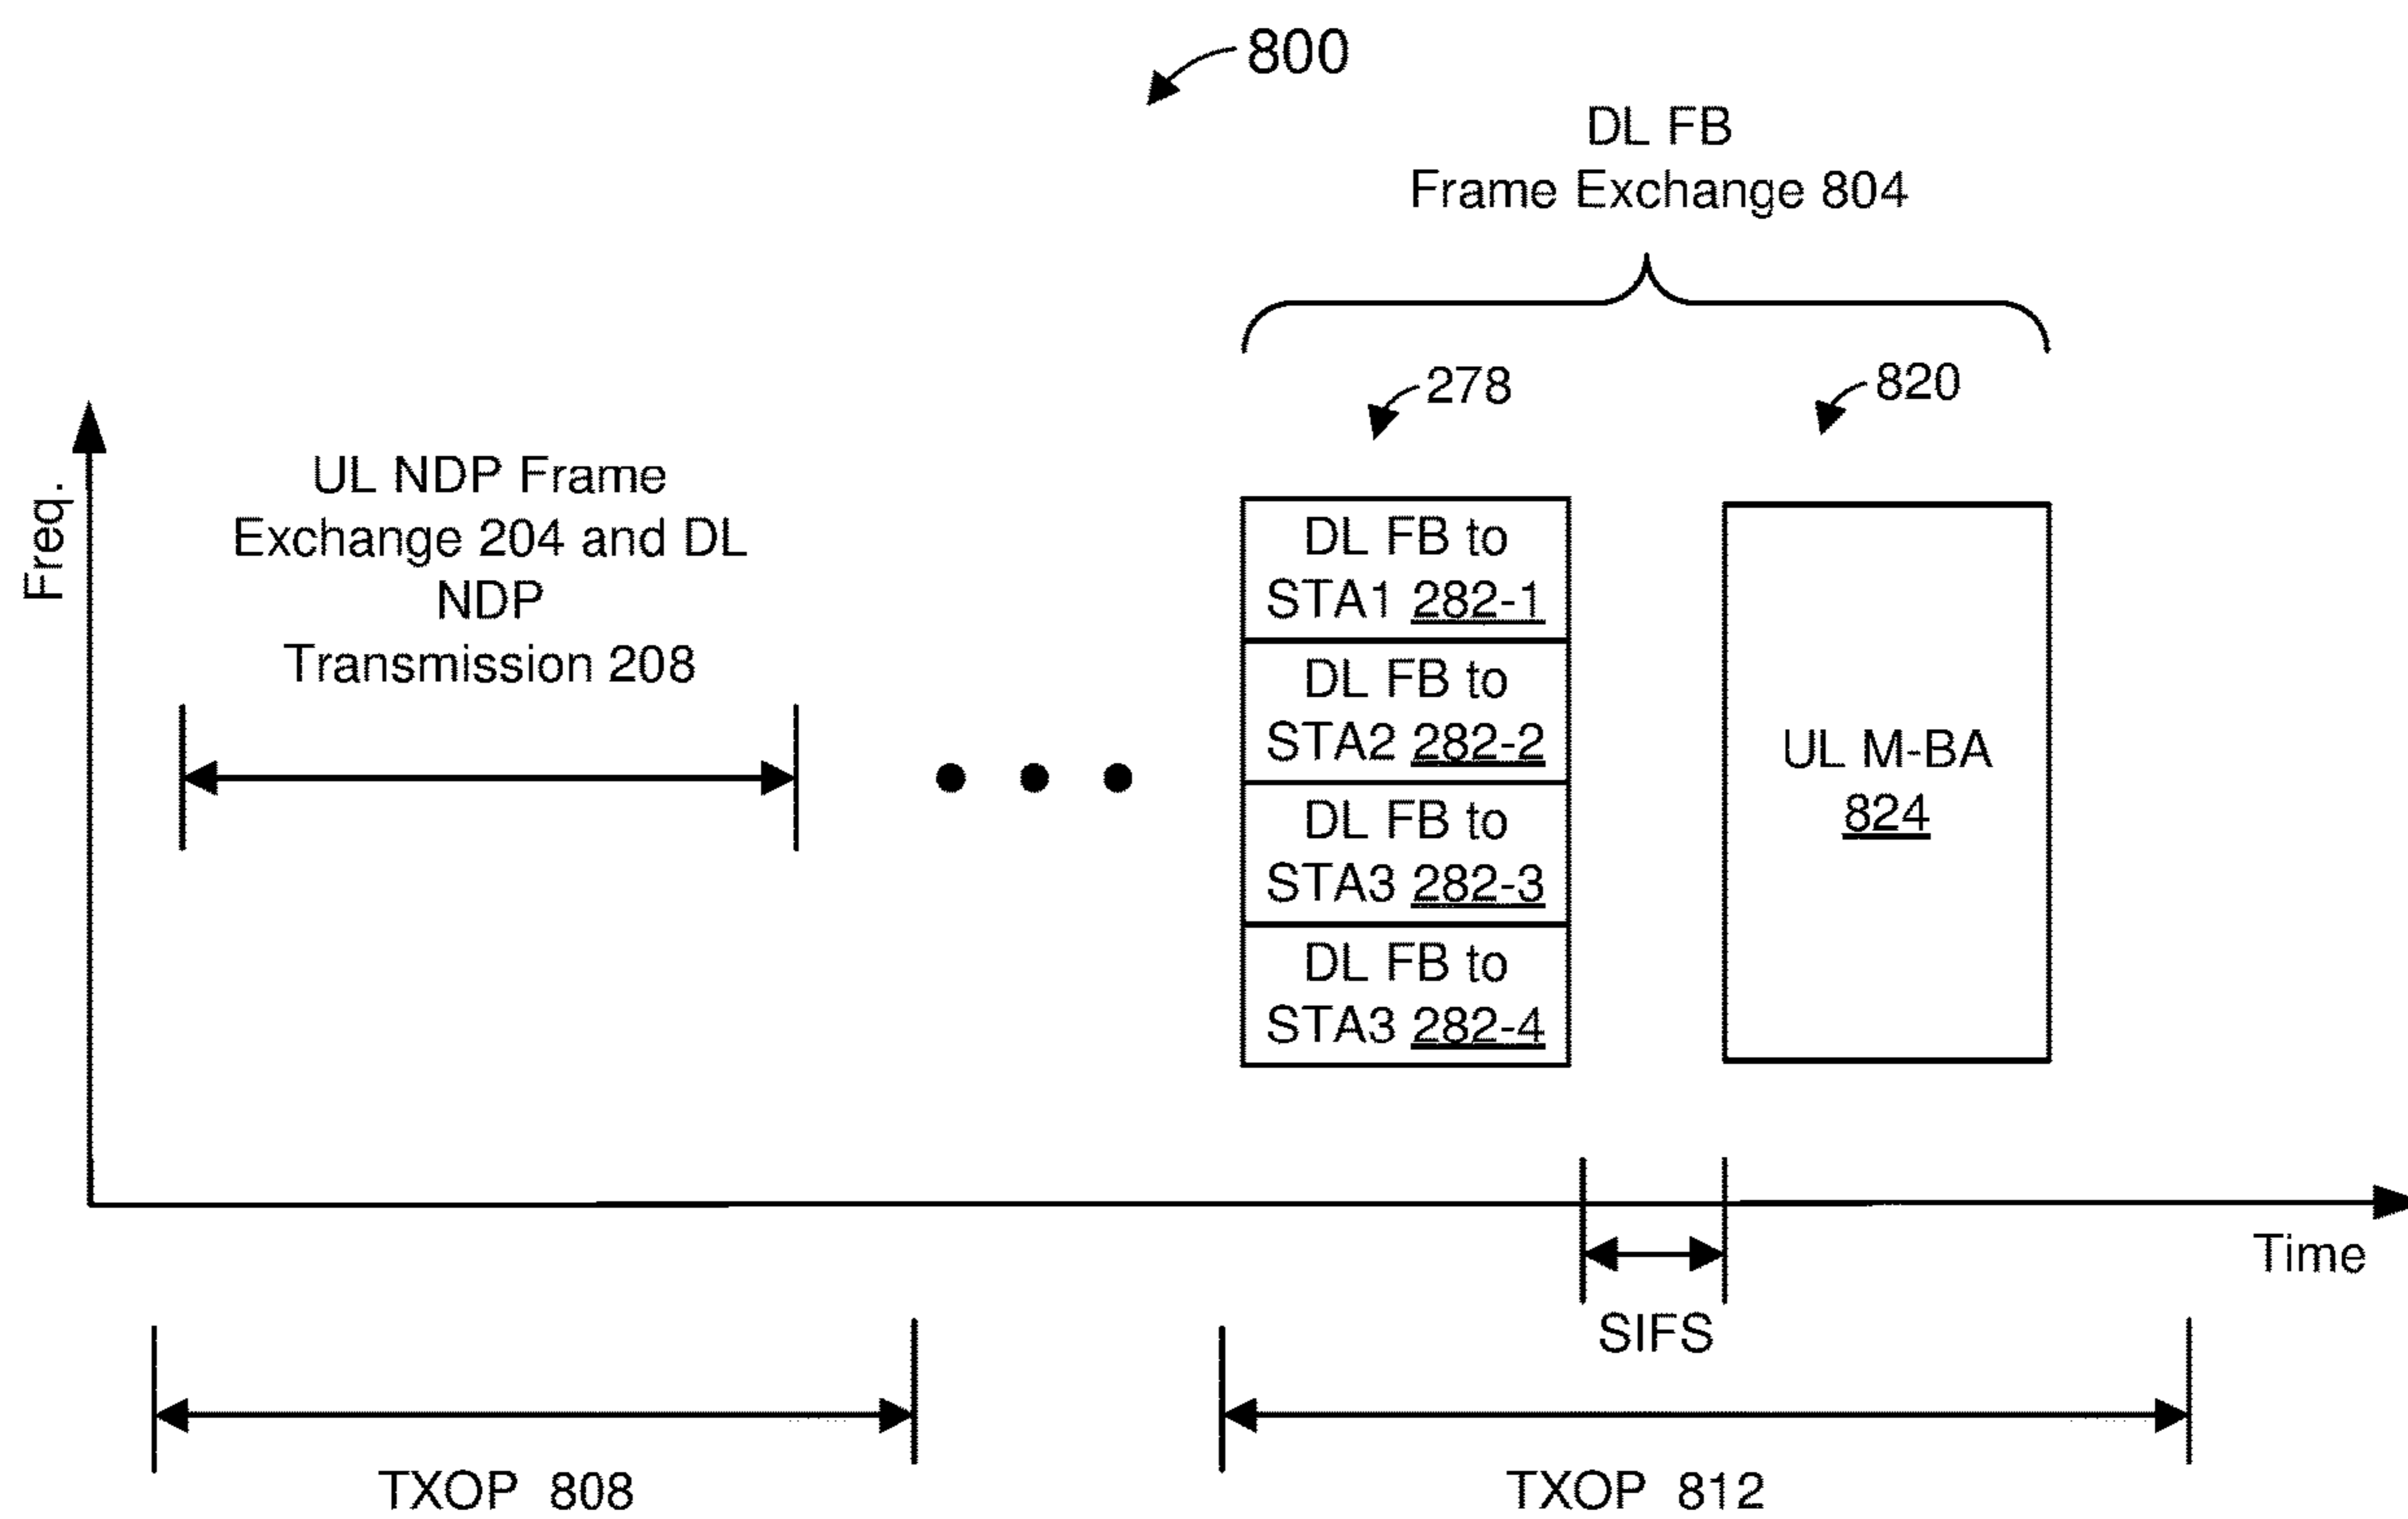 800
DL FB
Frame Exchange 804
278
820
Freq.
UL NDP Frame
Exchange 204 and DL
NDP
Transmission 208
DL FB to
STA1 282-1
DL FB to
STA2 282-2
DL FB to
STA3 282-3
DL FB to
STA3 282-4
UL M-BA
824
Time
SIFS
TXOP 808
TXOP 812